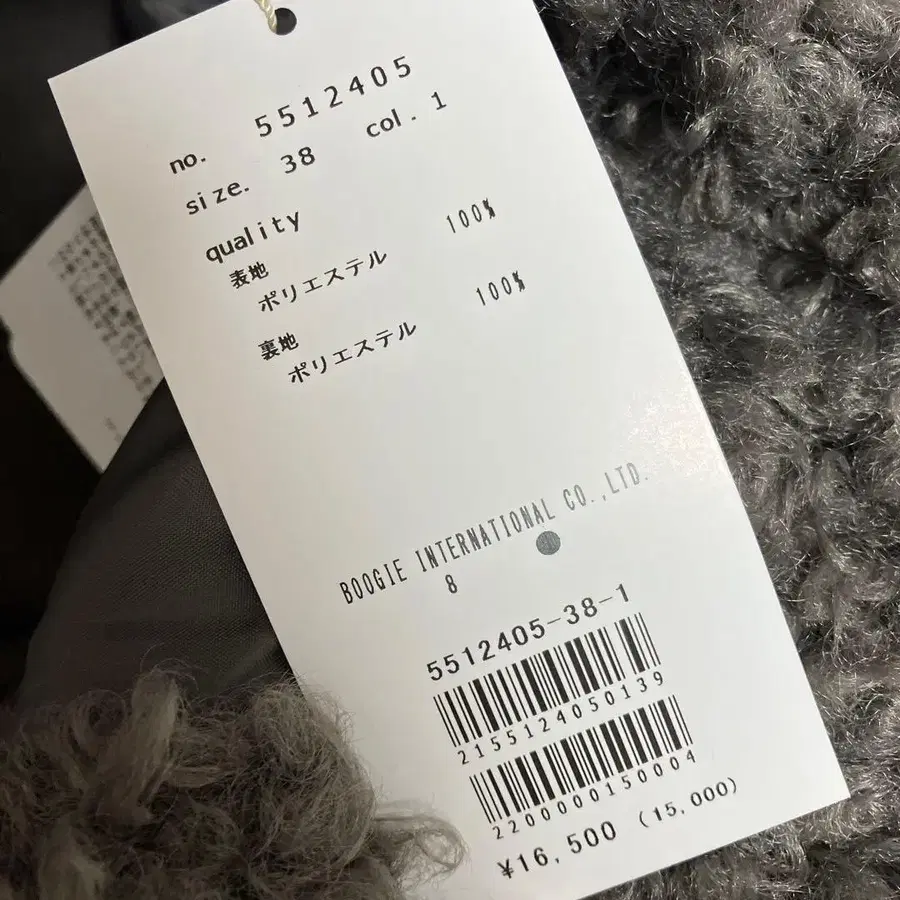 no. 5512405
size. 38 col. 1
quality
表地
ポリエステル 100%
裏地
ポリエステル 100%
BOOGIE INTERNATIONAL CO.,LTD.
8
5512405-38-1
2155124050139
2200000150004
¥16,500 (15,000)